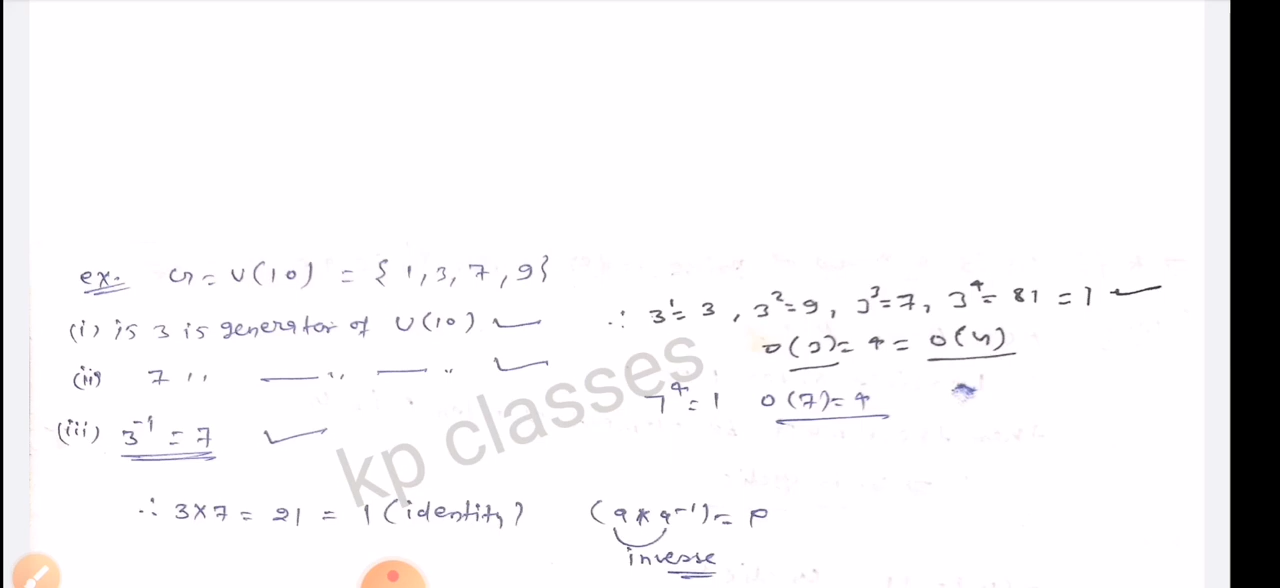 ex. G = U(10) = { 1, 3, 7, 9}
(i) is 3 is generator of U(10) ✓
(ii) 7 ,, —— ,, —— ,, ✓
(iii) 3⁻¹ = 7 ✓
∴ 3¹ = 3, 3² = 9, 3³ = 7, 3⁴ = 81 = 1 ✓
O(3) = 4 = O(G)
7⁴ = 1 O(7) = 4
∴ 3 × 7 = 21 = 1 (identity) (a * a⁻¹) = e
inverse
kp classes